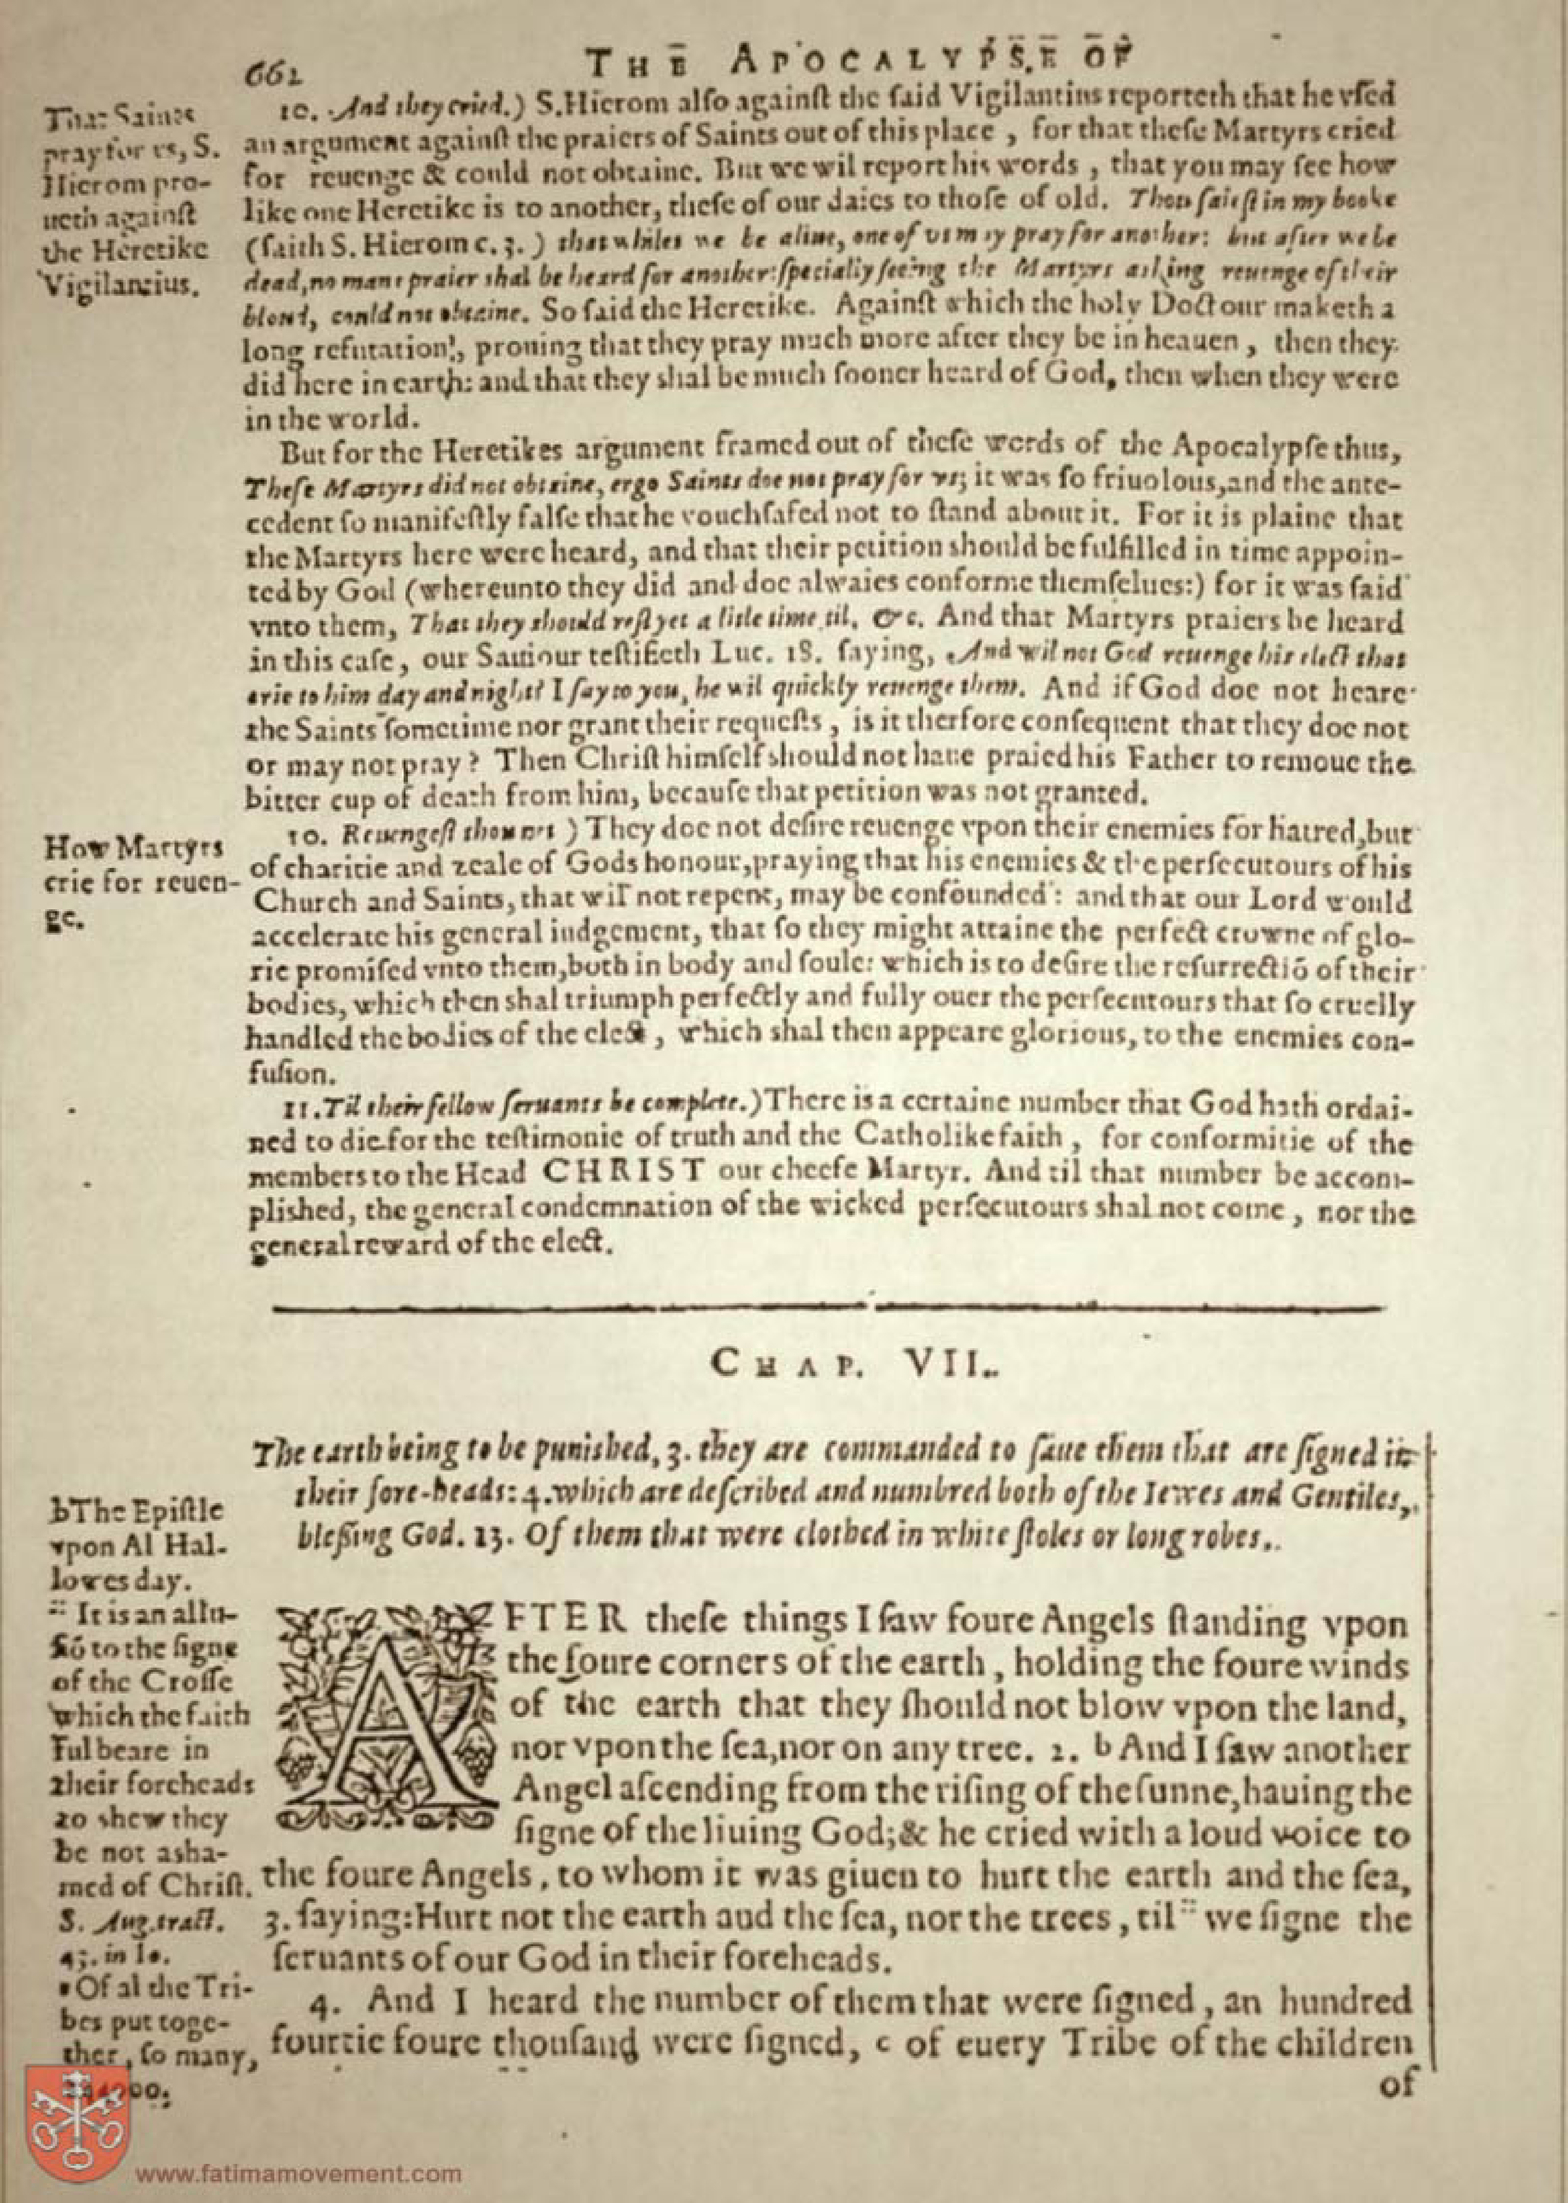 662
THE APOCALYPSE OF
That Saints
pray for vs, S.
Hierom pro-
ueth against
the Heretike
Vigilantius.
10. And they cried.) S. Hierom alſo againſt the ſaid Vigilantius reporteth that he vſed
an argument againſt the praiers of Saints out of this place, for that theſe Martyrs cried
for reuenge & could not obtaine. But we wil report his words, that you may ſee how
like one Heretike is to another, theſe of our daies to thoſe of old. Thou ſaieſt in my booke
(ſaith S. Hierom c. 3.) that whiles we be aliue, one of vs may pray for another: but after we be
dead, no mans praier shal be heard for another: ſpecially ſeeing the Martyrs asking reuenge of their
bloud, could not obtaine. So ſaid the Heretike. Againſt which the holy Doctour maketh a
long refutation, prouing that they pray much more after they be in heauen, then they
did here in earth: and that they shal be much ſooner heard of God, then when they were
in the world.
But for the Heretikes argument framed out of theſe words of the Apocalypſe thus,
Theſe Martyrs did not obtaine, ergo Saints doe not pray for vs; it was ſo friuolous, and the ante-
cedent ſo manifeſtly falſe that he vouchſafed not to ſtand about it. For it is plaine that
the Martyrs here were heard, and that their petition should be fulfilled in time appoin-
ted by God (whereunto they did and doe alwaies conforme themſelues:) for it was ſaid
vnto them, That they should reſt yet a litle time til, &c. And that Martyrs praiers be heard
in this caſe, our Sauiour teſtifieth Luc. 18. ſaying, And wil not God reuenge his elect that
crie to him day and night? I ſay to you, he wil quickly reuenge them. And if God doe not heare
the Saints ſometime nor grant their requeſts, is it therfore conſequent that they doe not
or may not pray? Then Chriſt himſelf should not haue praied his Father to remoue the
bitter cup of death from him, becauſe that petition was not granted.
How Martyrs
crie for reuen-
ge.
10. Reuengeſt thou not) They doe not deſire reuenge vpon their enemies for hatred, but
of charitie and zeale of Gods honour, praying that his enemies & the perſecutours of his
Church and Saints, that wil not repent, may be confounded: and that our Lord would
accelerate his general iudgement, that ſo they might attaine the perfect crowne of glo-
rie promiſed vnto them, both in body and ſoule: which is to deſire the reſurrectiō of their
bodies, which then shal triumph perfectly and fully ouer the perſecutours that ſo cruelly
handled the bodies of the elect, which shal then appeare glorious, to the enemies con-
fuſion.
11. Til their fellow ſeruants be complete.) There is a certaine number that God hath ordai-
ned to die for the teſtimonie of truth and the Catholike faith, for conformitie of the
members to the Head CHRIST our cheefe Martyr. And til that number be accom-
plished, the general condemnation of the wicked perſecutours shal not come, nor the
general reward of the elect.
CHAP. VII.
The earth being to be punished, 3. they are commanded to ſaue them that are ſigned in
their fore-heads: 4. which are deſcribed and numbred both of the Iewes and Gentiles,
bleſſing God. 13. Of them that were clothed in white ſtoles or long robes.
b The Epiſtle
vpon Al Hal-
lowes day.
:: It is an allu-
ſiō to the ſigne
of the Croſſe
which the faith
ful beare in
their foreheads
to shew they
be not asha-
med of Chriſt.
S. Aug. tract.
43. in Io.
Of al the Tri-
bes put toge-
ther, ſo many,
144000.
AFTER theſe things I ſaw foure Angels ſtanding vpon
the foure corners of the earth, holding the foure winds
of the earth that they ſhould not blow vpon the land,
nor vpon the ſea, nor on any tree. 2. b And I ſaw another
Angel aſcending from the riſing of the ſunne, hauing the
ſigne of the liuing God; & he cried with a loud voice to
the foure Angels, to whom it was giuen to hurt the earth and the ſea,
3. ſaying: Hurt not the earth and the ſea, nor the trees, til :: we ſigne the
ſeruants of our God in their foreheads.
4. And I heard the number of them that were ſigned, an hundred
fourtie foure thouſand were ſigned, c of euery Tribe of the children
of
www.fatimamovement.com